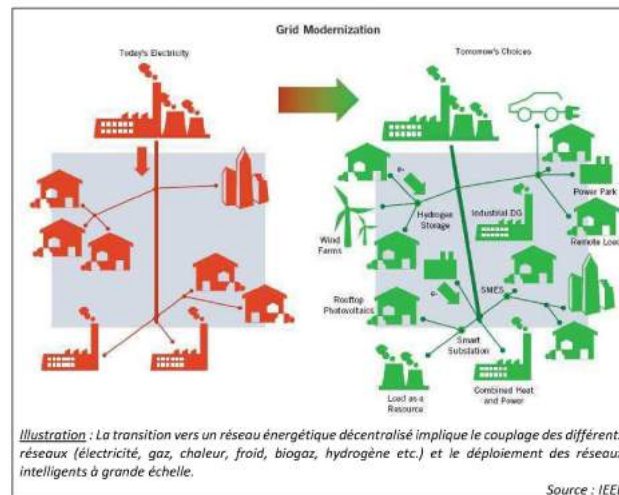 Grid Modernization
Today's Electricity
Tomorrow's Choices
Power Park
Hydrogen
Storage
Industrial DG
Wind
Farms
Remote Load
e-
Rooftop
Photovoltaics
e-
SMES
Smart
Substation
Load as a
Resource
Combined Heat
and Power
Illustration : La transition vers un réseau énergétique décentralisé implique le couplage des différents
réseaux (électricité, gaz, chaleur, froid, biogaz, hydrogène etc.) et le déploiement des réseaux
intelligents à grande échelle.
Source : IEEE